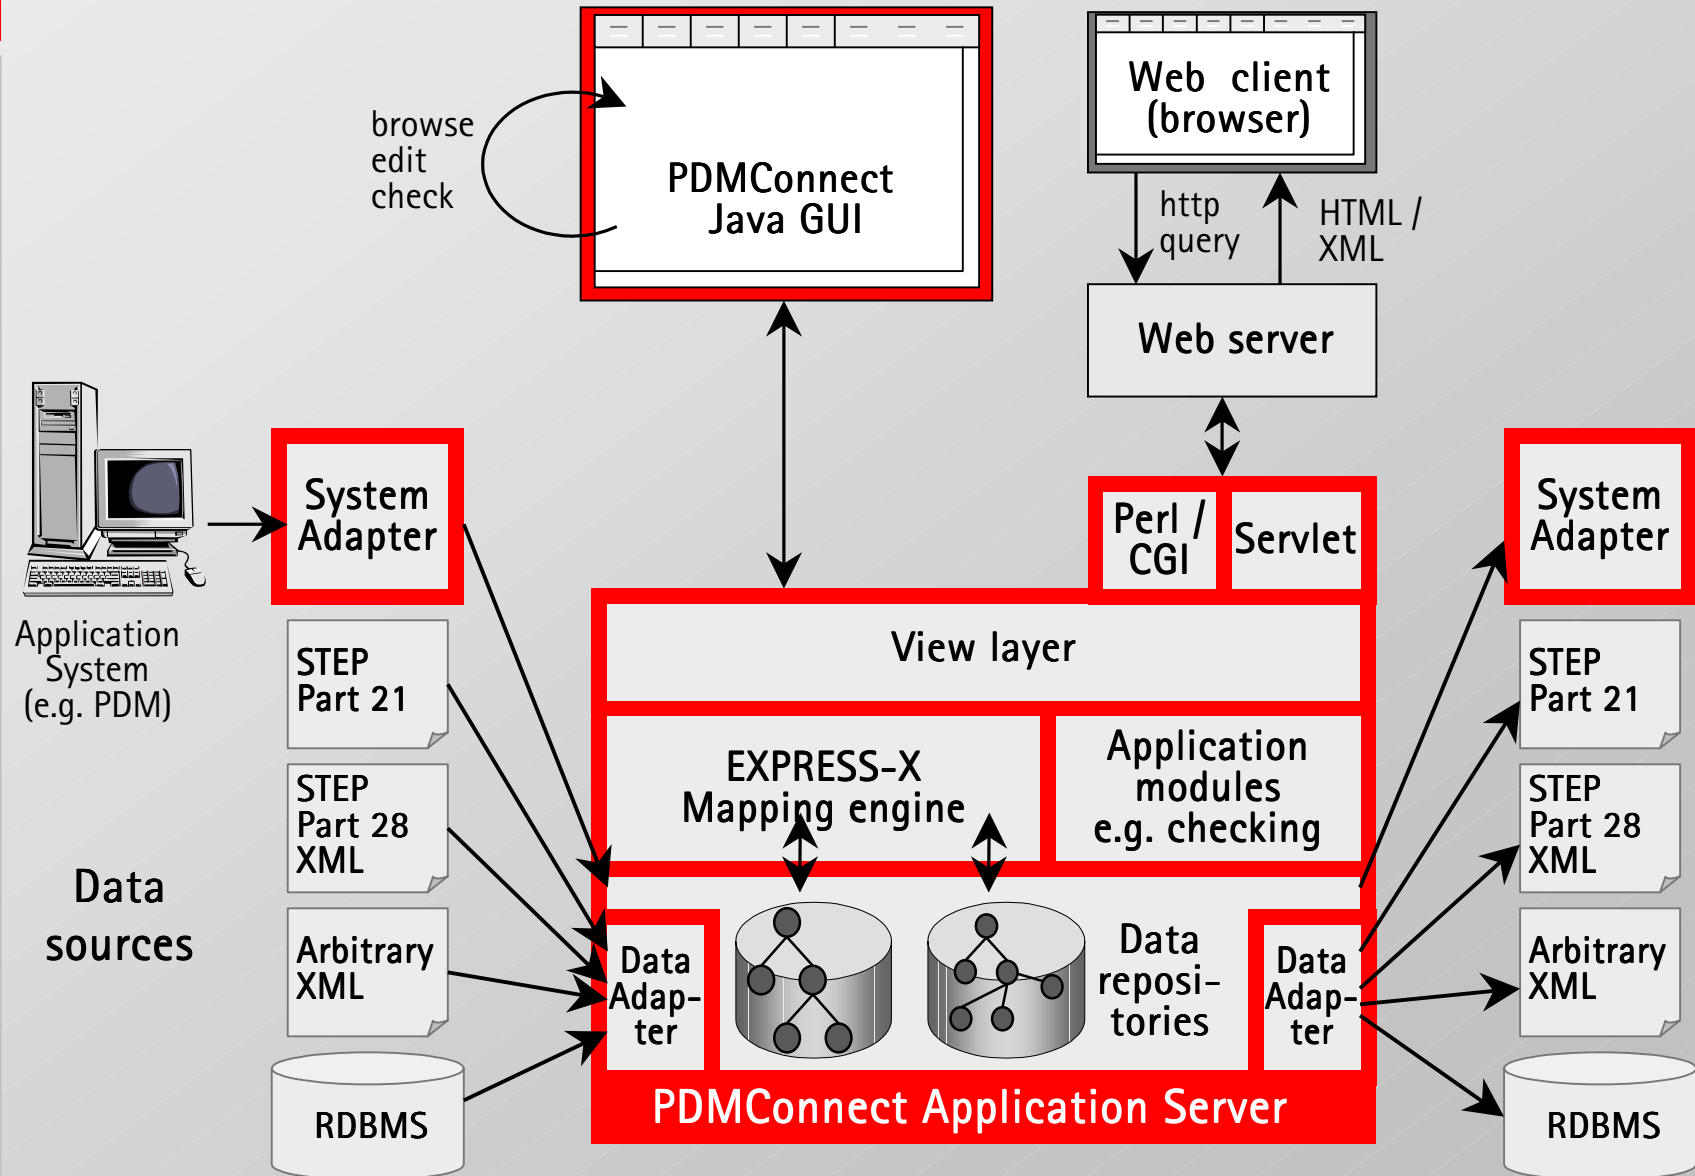 browse
edit
check
PDMConnect
Java GUI
Web client
(browser)
http
query
HTML /
XML
Web server
System
Adapter
Perl /
CGI
Servlet
System
Adapter
Application
System
(e.g. PDM)
STEP
Part 21
View layer
STEP
Part 21
EXPRESS-X
Mapping engine
Application
modules
e.g. checking
STEP
Part 28
XML
STEP
Part 28
XML
Data
sources
Arbitrary
XML
Data
Adap-
ter
Data
reposi-
tories
Data
Adap-
ter
Arbitrary
XML
RDBMS
PDMConnect Application Server
RDBMS